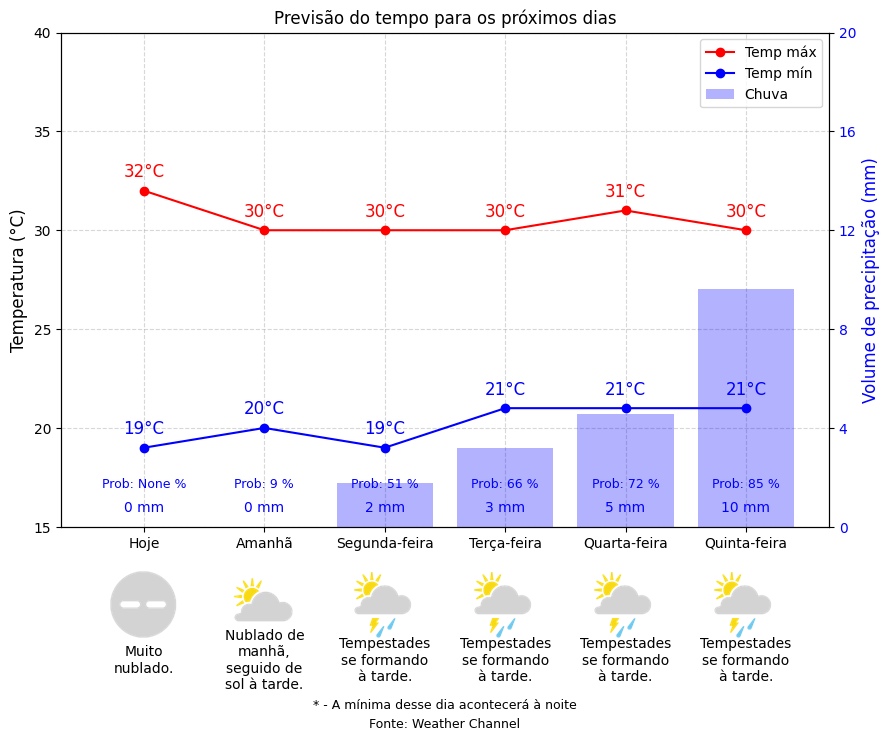 Previsão do tempo para os próximos dias
Temp máx
Temp mín
Chuva
Temperatura (°C)
Volume de precipitação (mm)
40
35
30
25
20
15
20
16
12
8
4
0
32°C
30°C
30°C
30°C
31°C
30°C
19°C
20°C
19°C
21°C
21°C
21°C
Prob: None %
Prob: 9 %
Prob: 51 %
Prob: 66 %
Prob: 72 %
Prob: 85 %
0 mm
0 mm
2 mm
3 mm
5 mm
10 mm
Hoje
Amanhã
Segunda-feira
Terça-feira
Quarta-feira
Quinta-feira
Muito
nublado.
Nublado de
manhã,
seguido de
sol à tarde.
Tempestades
se formando
à tarde.
Tempestades
se formando
à tarde.
Tempestades
se formando
à tarde.
Tempestades
se formando
à tarde.
* - A mínima desse dia acontecerá à noite
Fonte: Weather Channel